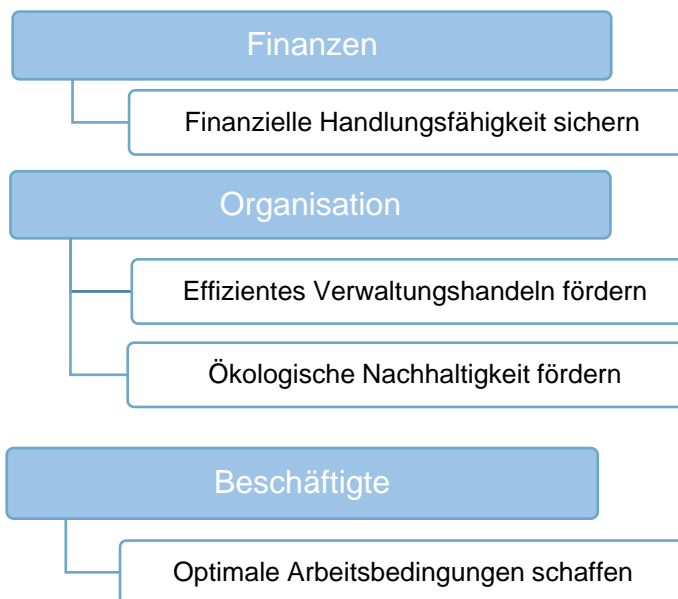 Finanzen
Finanzielle Handlungsfähigkeit sichern
Organisation
Effizientes Verwaltungshandeln fördern
Ökologische Nachhaltigkeit fördern
Beschäftigte
Optimale Arbeitsbedingungen schaffen